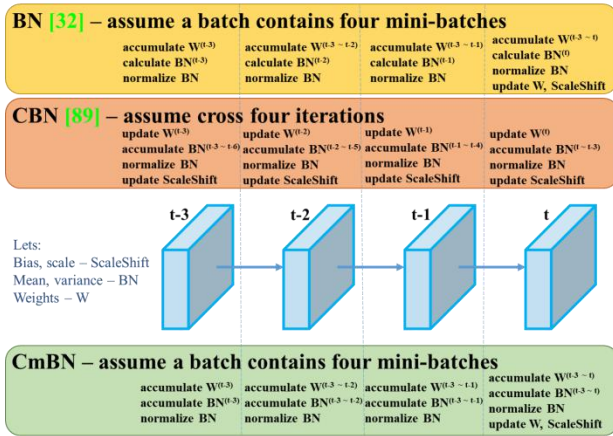 BN [32] – assume a batch contains four mini-batches
accumulate W(t-3) accumulate W(t-3 ~ t-2) accumulate W(t-3 ~ t-1) accumulate W(t-3 ~ t)
calculate BN(t-3) calculate BN(t-2) calculate BN(t-1) calculate BN(t)
normalize BN normalize BN normalize BN normalize BN
update W, ScaleShift
CBN [89] – assume cross four iterations
update W(t-3) update W(t-2) update W(t-1) update W(t)
accumulate BN(t-3 ~ t-6) accumulate BN(t-2 ~ t-5) accumulate BN(t-1 ~ t-4) accumulate BN(t ~ t-3)
normalize BN normalize BN normalize BN normalize BN
update ScaleShift update ScaleShift update ScaleShift update ScaleShift
t-3 t-2 t-1 t
Lets:
Bias, scale – ScaleShift
Mean, variance – BN
Weights – W
CmBN – assume a batch contains four mini-batches
accumulate W(t-3) accumulate W(t-3 ~ t-2) accumulate W(t-3 ~ t-1) accumulate W(t-3 ~ t)
accumulate BN(t-3) accumulate BN(t-3 ~ t-2) accumulate BN(t-3 ~ t-1) accumulate BN(t-3 ~ t)
normalize BN normalize BN normalize BN normalize BN
update W, ScaleShift